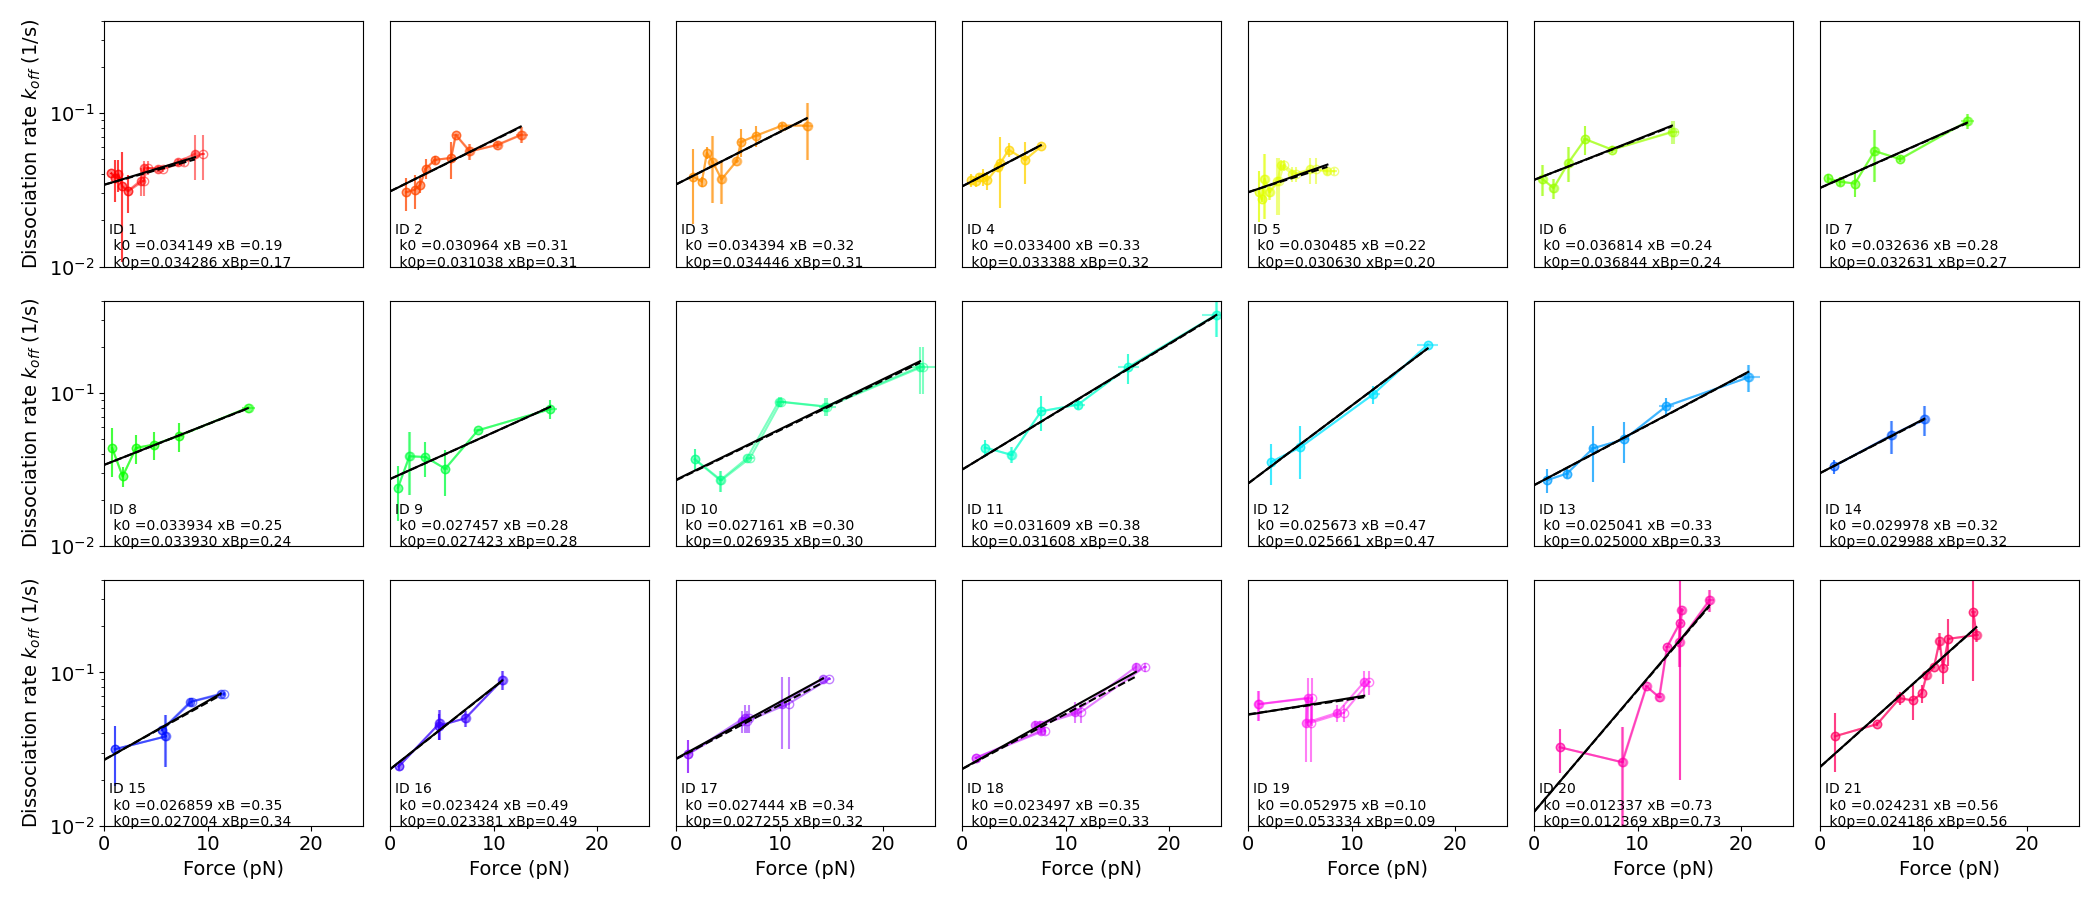 Dissociation rate k_off (1/s)
10^-1
10^-2
ID 1
k0 =0.034149 xB =0.19
k0p=0.034286 xBp=0.17
ID 2
k0 =0.030964 xB =0.31
k0p=0.031038 xBp=0.31
ID 3
k0 =0.034394 xB =0.32
k0p=0.034446 xBp=0.31
ID 4
k0 =0.033400 xB =0.33
k0p=0.033388 xBp=0.32
ID 5
k0 =0.030485 xB =0.22
k0p=0.030630 xBp=0.20
ID 6
k0 =0.036814 xB =0.24
k0p=0.036844 xBp=0.24
ID 7
k0 =0.032636 xB =0.28
k0p=0.032631 xBp=0.27
Dissociation rate k_off (1/s)
10^-1
10^-2
ID 8
k0 =0.033934 xB =0.25
k0p=0.033930 xBp=0.24
ID 9
k0 =0.027457 xB =0.28
k0p=0.027423 xBp=0.28
ID 10
k0 =0.027161 xB =0.30
k0p=0.026935 xBp=0.30
ID 11
k0 =0.031609 xB =0.38
k0p=0.031608 xBp=0.38
ID 12
k0 =0.025673 xB =0.47
k0p=0.025661 xBp=0.47
ID 13
k0 =0.025041 xB =0.33
k0p=0.025000 xBp=0.33
ID 14
k0 =0.029978 xB =0.32
k0p=0.029988 xBp=0.32
Dissociation rate k_off (1/s)
10^-1
10^-2
ID 15
k0 =0.026859 xB =0.35
k0p=0.027004 xBp=0.34
0 10 20
Force (pN)
ID 16
k0 =0.023424 xB =0.49
k0p=0.023381 xBp=0.49
0 10 20
Force (pN)
ID 17
k0 =0.027444 xB =0.34
k0p=0.027255 xBp=0.32
0 10 20
Force (pN)
ID 18
k0 =0.023497 xB =0.35
k0p=0.023427 xBp=0.33
0 10 20
Force (pN)
ID 19
k0 =0.052975 xB =0.10
k0p=0.053334 xBp=0.09
0 10 20
Force (pN)
ID 20
k0 =0.012337 xB =0.73
k0p=0.012369 xBp=0.73
0 10 20
Force (pN)
ID 21
k0 =0.024231 xB =0.56
k0p=0.024186 xBp=0.56
0 10 20
Force (pN)